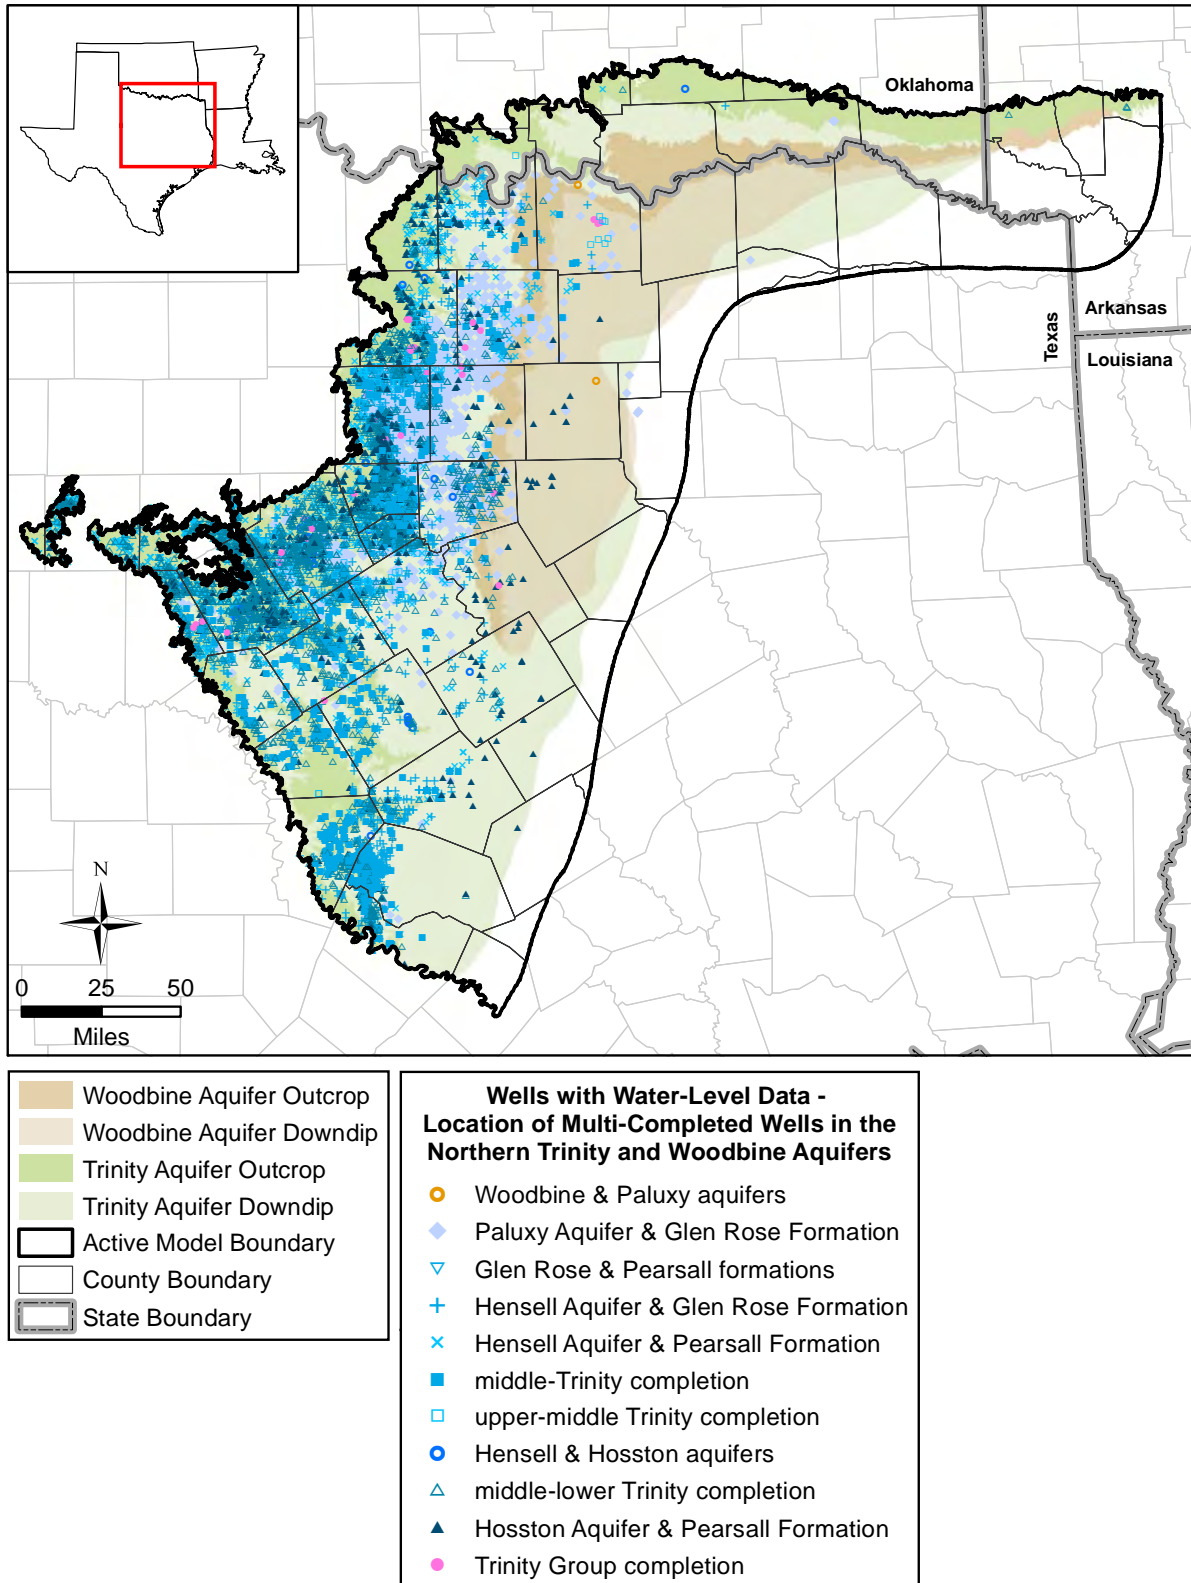 Oklahoma
Texas
Arkansas
Louisiana
N
0 25 50
Miles
Woodbine Aquifer Outcrop
Woodbine Aquifer Downdip
Trinity Aquifer Outcrop
Trinity Aquifer Downdip
Active Model Boundary
County Boundary
State Boundary
Wells with Water-Level Data -
Location of Multi-Completed Wells in the
Northern Trinity and Woodbine Aquifers
Woodbine & Paluxy aquifers
Paluxy Aquifer & Glen Rose Formation
Glen Rose & Pearsall formations
Hensell Aquifer & Glen Rose Formation
Hensell Aquifer & Pearsall Formation
middle-Trinity completion
upper-middle Trinity completion
Hensell & Hosston aquifers
middle-lower Trinity completion
Hosston Aquifer & Pearsall Formation
Trinity Group completion